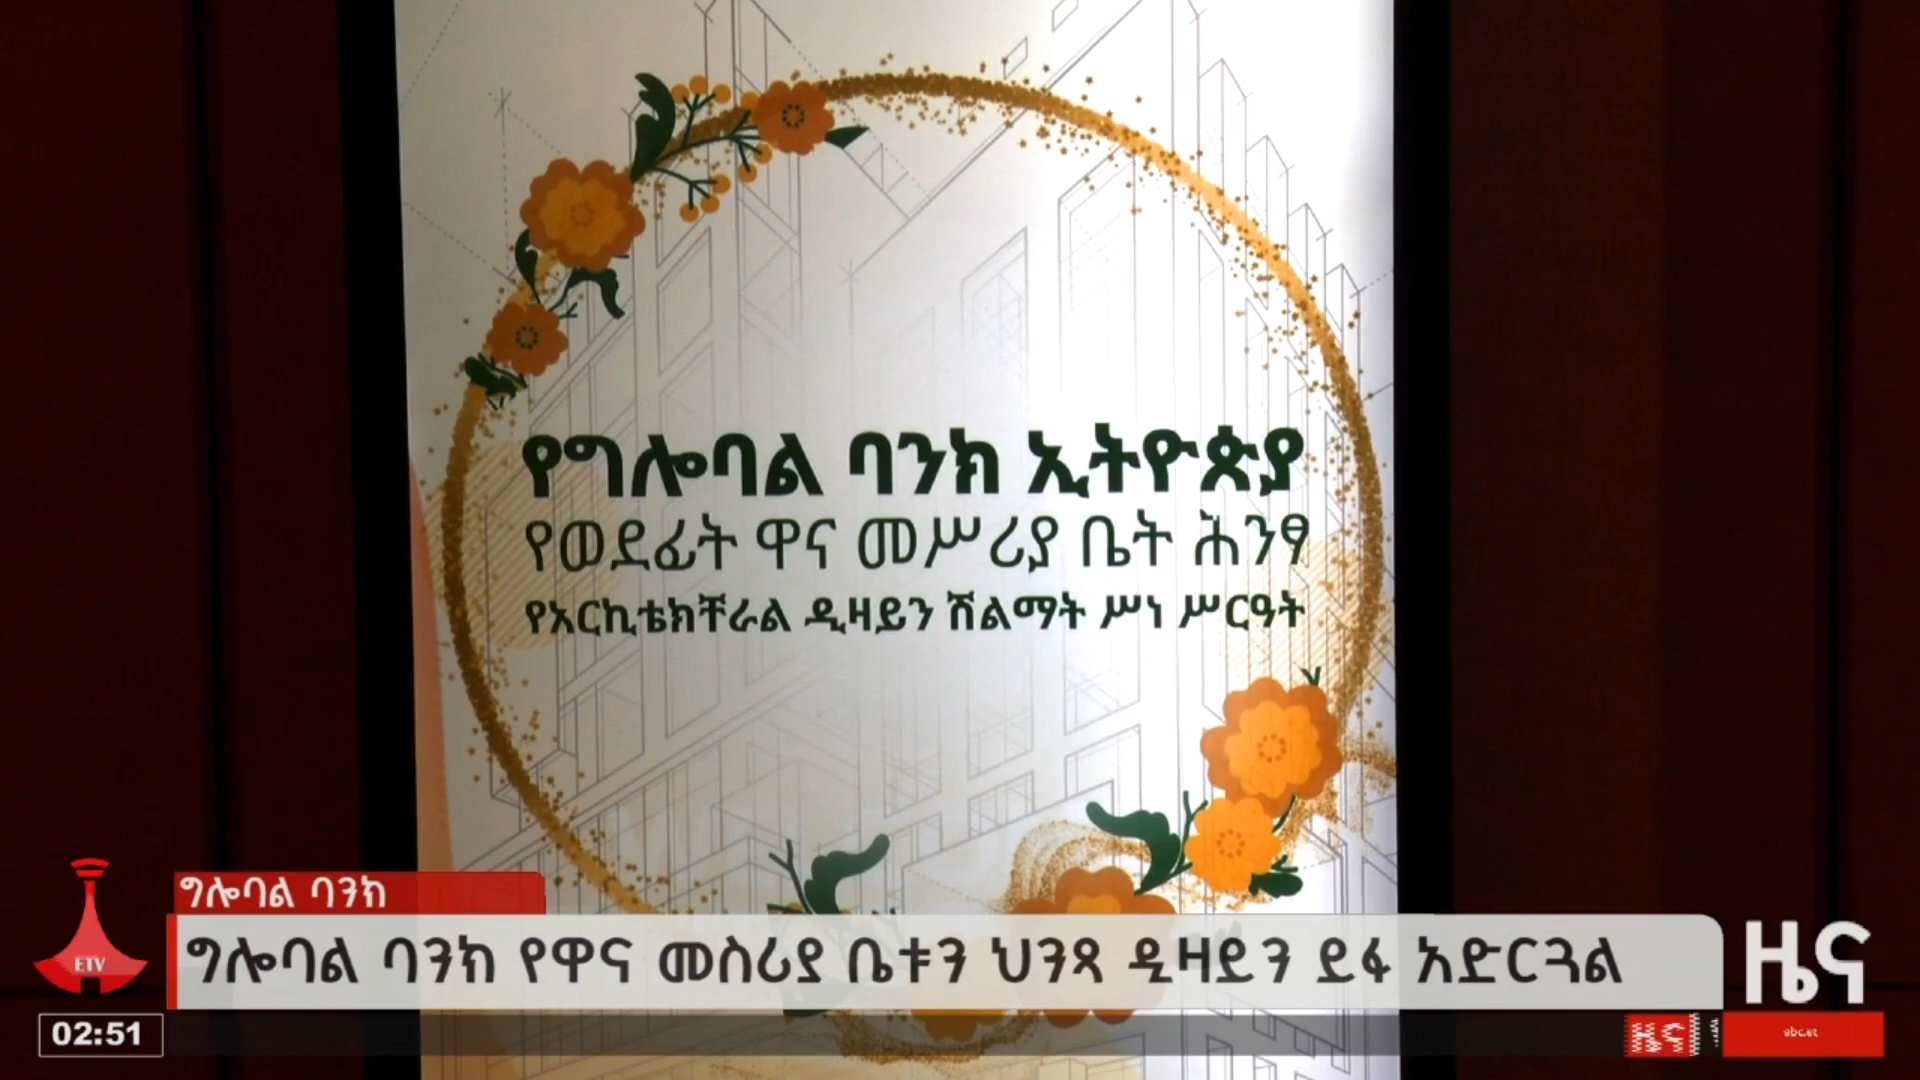 የግሎባል ባንክ ኢትዮጵያ
የወደፊት ዋና መሥሪያ ቤት ሕንፃ
የአርኪቴክቸራል ዲዛይን ሽልማት ሥነ ሥርዓት
ግሎባል ባንክ
ግሎባል ባንክ የዋና መስሪያ ቤቱን ህንጻ ዲዛይን ይፋ አድርጓል
ዜና
ETV
02:51
ebc.et